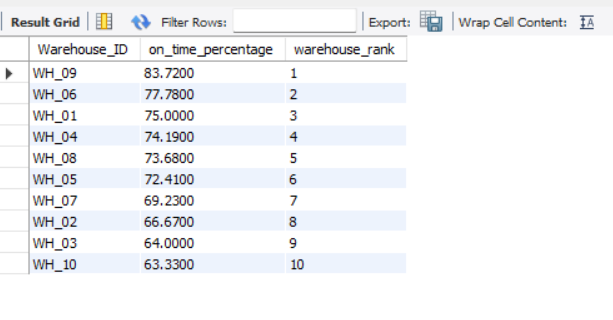 Result Grid Filter Rows: Export: Wrap Cell Content: IA
Warehouse_ID on_time_percentage warehouse_rank
WH_09 83.7200 1
WH_06 77.7800 2
WH_01 75.0000 3
WH_04 74.1900 4
WH_08 73.6800 5
WH_05 72.4100 6
WH_07 69.2300 7
WH_02 66.6700 8
WH_03 64.0000 9
WH_10 63.3300 10